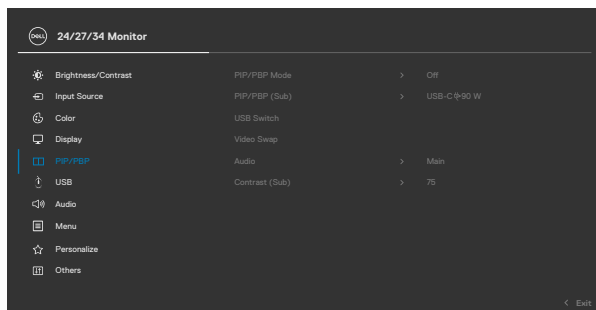 DELL 24/27/34 Monitor
Brightness/Contrast PIP/PBP Mode > Off
Input Source PIP/PBP (Sub) > USB-C 90 W
Color USB Switch
Display Video Swap
PIP/PBP Audio > Main
USB Contrast (Sub) > 75
Audio
Menu
Personalize
Others
< Exit